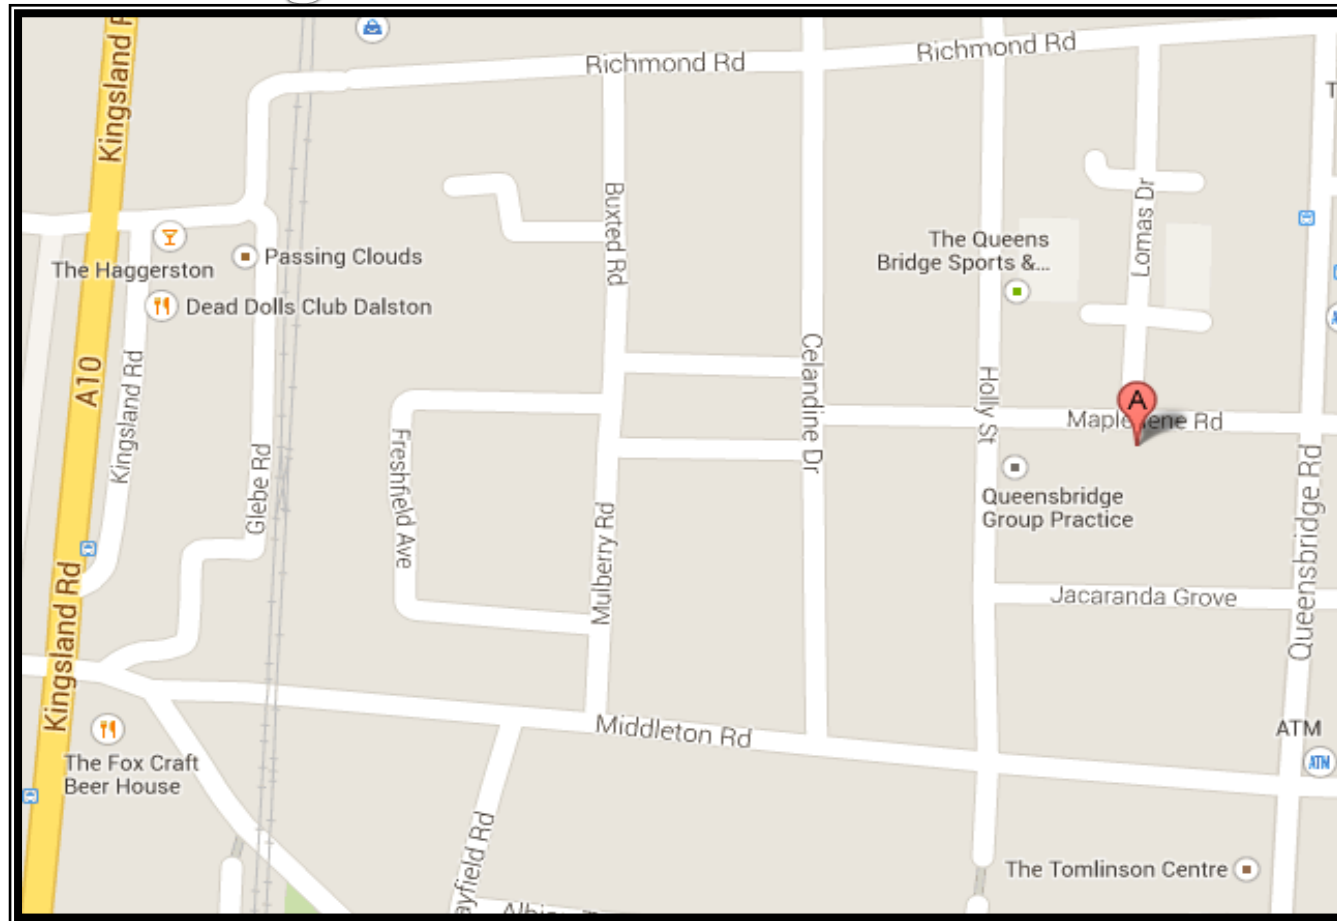 Kingsland R
Richmond Rd
Richmond Rd
Buxted Rd
Lomas Dr
The Haggerston
Passing Clouds
Dead Dolls Club Dalston
The Queens
Bridge Sports &...
A10
Kingsland Rd
Glebe Rd
Freshfield Ave
Celandine Dr
Holly St
A
Rd
Queensbridge
Group Practice
Mulberry Rd
Queensbridge Rd
Jacaranda Grove
Kingsland Rd
Middleton Rd
The Fox Craft
Beer House
ATM
ATM
ayfield Rd
The Tomlinson Centre